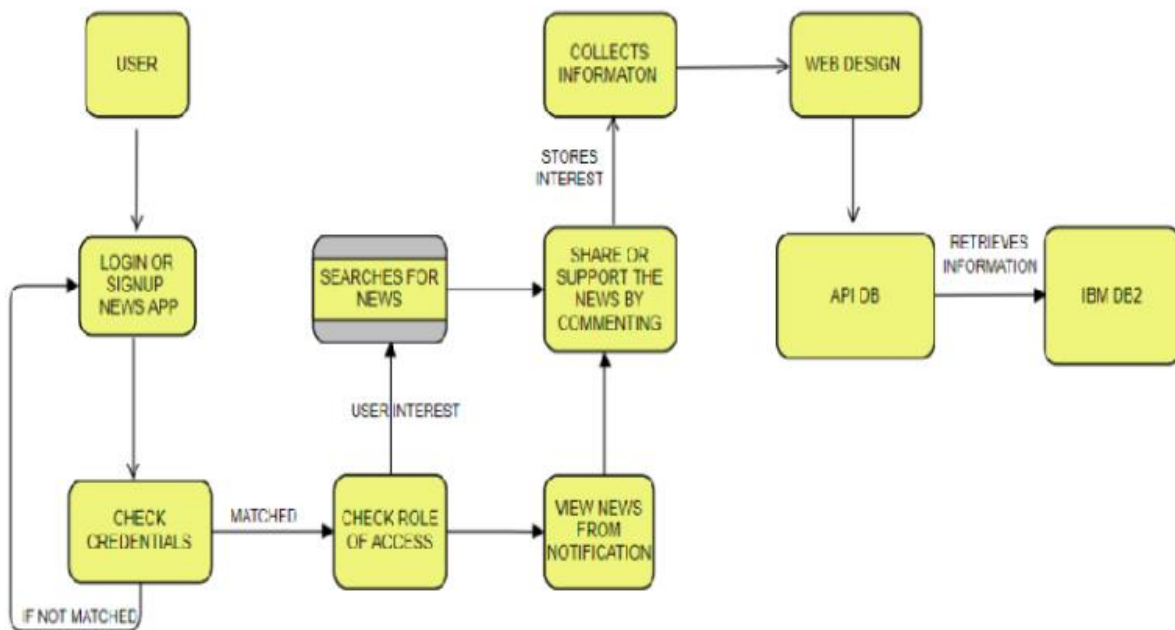 USER
COLLECTS
INFORMATON
WEB DESIGN
STORES
INTEREST
LOGIN OR
SIGNUP
NEWS APP
SEARCHES FOR
NEWS
SHARE OR
SUPPORT THE
NEWS BY
COMMENTING
API DB
RETRIEVES
INFORMATION
IBM DB2
USER INTEREST
CHECK
CREDENTIALS
MATCHED
CHECK ROLE
OF ACCESS
VIEW NEWS
FROM
NOTIFICATION
IF NOT MATCHED